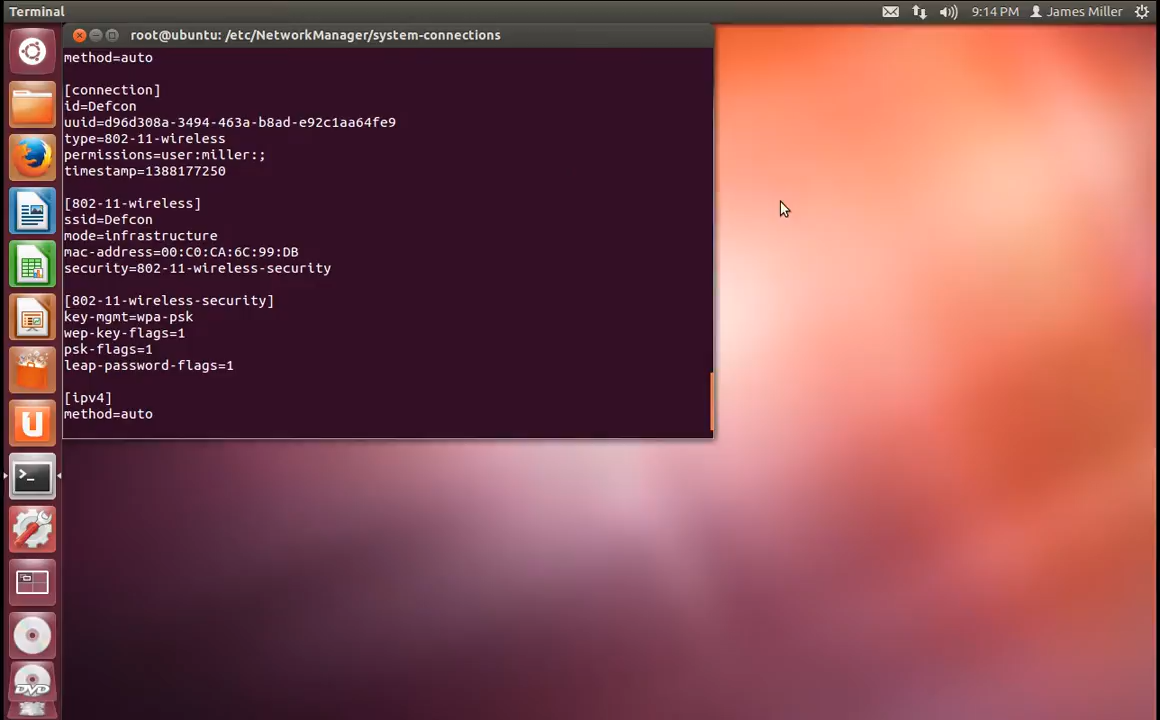 Terminal
9:14 PM
James Miller
root@ubuntu: /etc/NetworkManager/system-connections
method=auto
[connection]
id=Defcon
uuid=d96d308a-3494-463a-b8ad-e92c1aa64fe9
type=802-11-wireless
permissions=user:miller:;
timestamp=1388177250
[802-11-wireless]
ssid=Defcon
mode=infrastructure
mac-address=00:C0:CA:6C:99:DB
security=802-11-wireless-security
[802-11-wireless-security]
key-mgmt=wpa-psk
wep-key-flags=1
psk-flags=1
leap-password-flags=1
[ipv4]
method=auto
>_
DVD